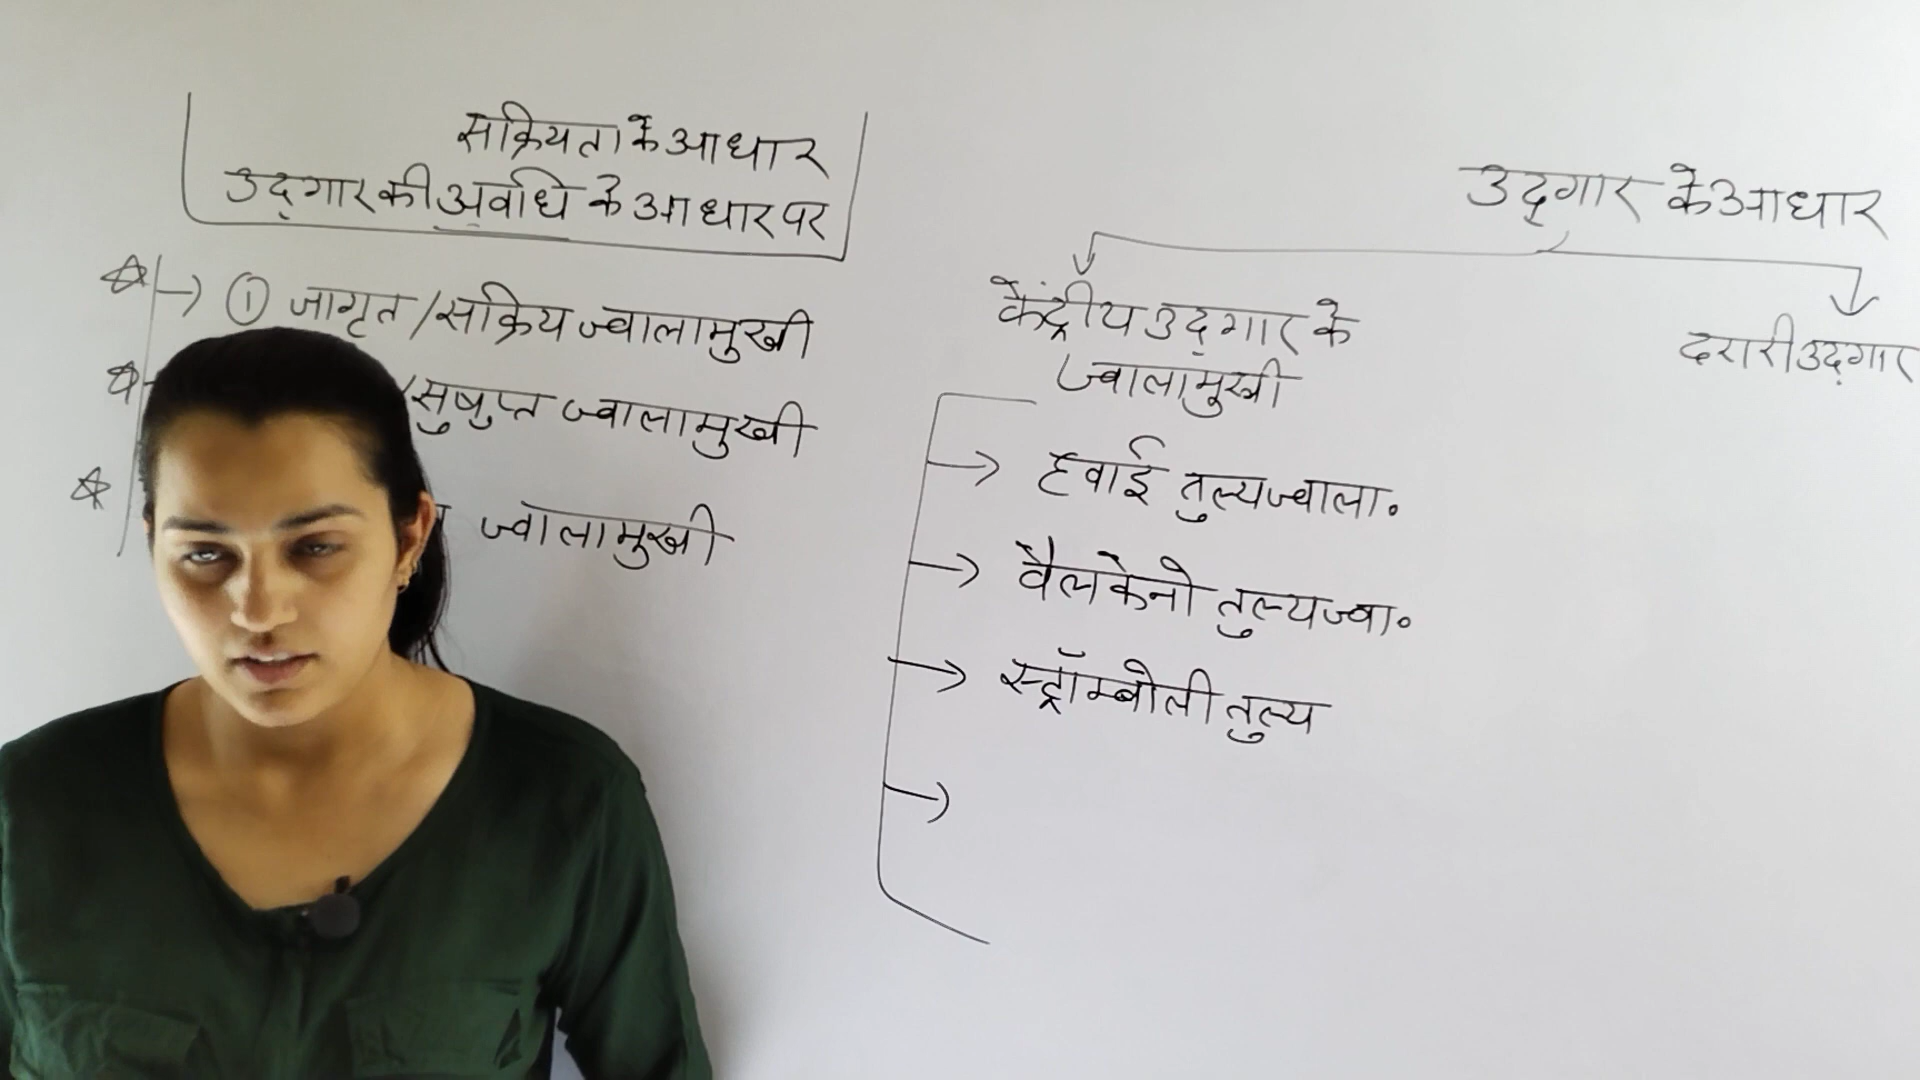 सक्रियता के आधार
उद्गार की अवधि के आधार पर
① जागृत/सक्रिय ज्वालामुखी
/सुषुप्त ज्वालामुखी
ज्वालामुखी
उद्गार के आधार
केंद्रीय उद्गार के
ज्वालामुखी
दरारी उद्गार
हवाई तुल्य ज्वाला०
वैलकेनो तुल्य ज्वा०
स्ट्रॉम्बोली तुल्य